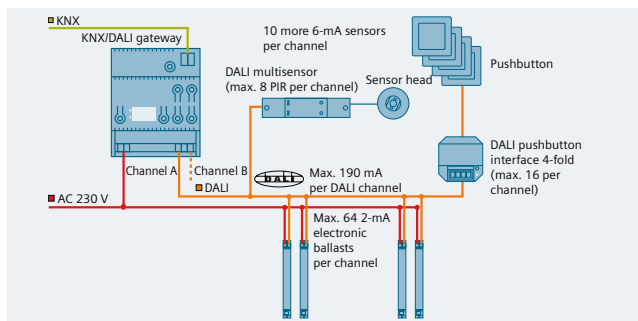 KNX
KNX/DALI gateway
10 more 6-mA sensors
per channel
DALI multisensor
(max. 8 PIR per channel)
Sensor head
Pushbutton
DALI pushbutton
interface 4-fold
(max. 16 per
channel)
Channel A
Channel B
DALI
DALI
Max. 190 mA
per DALI channel
AC 230 V
Max. 64 2-mA
electronic
ballasts
per channel